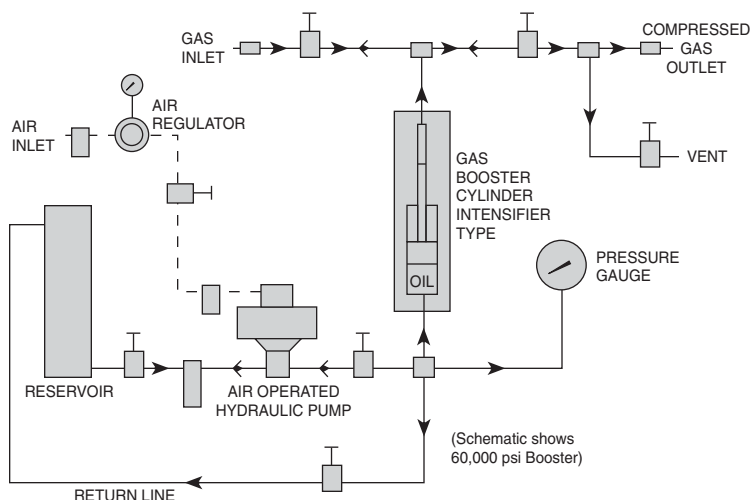 GAS
INLET
COMPRESSED
GAS
OUTLET
AIR
REGULATOR
AIR
INLET
VENT
GAS
BOOSTER
CYLINDER
INTENSIFIER
TYPE
PRESSURE
GAUGE
OIL
RESERVOIR
AIR OPERATED
HYDRAULIC PUMP
(Schematic shows
60,000 psi Booster)
RETURN LINE